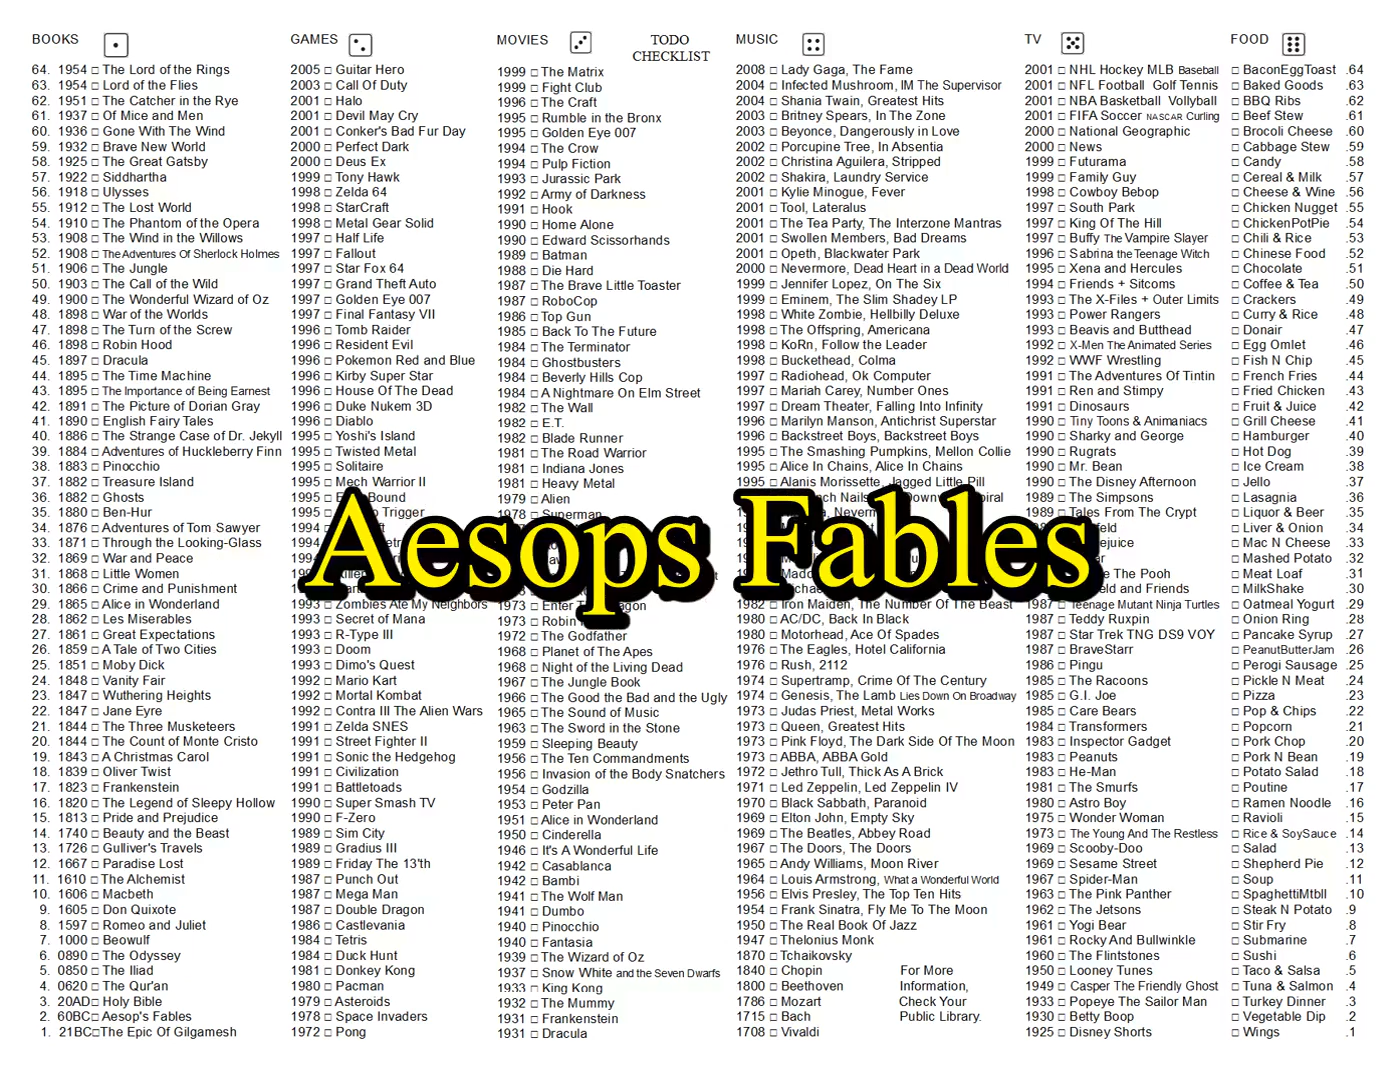 BOOKS
64. 1954 □ The Lord of the Rings
63. 1954 □ Lord of the Flies
62. 1951 □ The Catcher in the Rye
61. 1937 □ Of Mice and Men
60. 1936 □ Gone With The Wind
59. 1932 □ Brave New World
58. 1925 □ The Great Gatsby
57. 1922 □ Siddhartha
56. 1918 □ Ulysses
55. 1912 □ The Lost World
54. 1910 □ The Phantom of the Opera
53. 1908 □ The Wind in the Willows
52. 1908 □ The Adventures Of Sherlock Holmes
51. 1906 □ The Jungle
50. 1903 □ The Call of the Wild
49. 1900 □ The Wonderful Wizard of Oz
48. 1898 □ War of the Worlds
47. 1898 □ The Turn of the Screw
46. 1898 □ Robin Hood
45. 1897 □ Dracula
44. 1895 □ The Time Machine
43. 1895 □ The Importance of Being Earnest
42. 1891 □ The Picture of Dorian Gray
41. 1890 □ English Fairy Tales
40. 1886 □ The Strange Case of Dr. Jekyll
39. 1884 □ Adventures of Huckleberry Finn
38. 1883 □ Pinocchio
37. 1882 □ Treasure Island
36. 1882 □ Ghosts
35. 1880 □ Ben-Hur
34. 1876 □ Adventures of Tom Sawyer
33. 1871 □ Through the Looking-Glass
32. 1869 □ War and Peace
31. 1868 □ Little Women
30. 1866 □ Crime and Punishment
29. 1865 □ Alice in Wonderland
28. 1862 □ Les Miserables
27. 1861 □ Great Expectations
26. 1859 □ A Tale of Two Cities
25. 1851 □ Moby Dick
24. 1848 □ Vanity Fair
23. 1847 □ Wuthering Heights
22. 1847 □ Jane Eyre
21. 1844 □ The Three Musketeers
20. 1844 □ The Count of Monte Cristo
19. 1843 □ A Christmas Carol
18. 1839 □ Oliver Twist
17. 1823 □ Frankenstein
16. 1820 □ The Legend of Sleepy Hollow
15. 1813 □ Pride and Prejudice
14. 1740 □ Beauty and the Beast
13. 1726 □ Gulliver's Travels
12. 1667 □ Paradise Lost
11. 1610 □ The Alchemist
10. 1606 □ Macbeth
9. 1605 □ Don Quixote
8. 1597 □ Romeo and Juliet
7. 1000 □ Beowulf
6. 0890 □ The Odyssey
5. 0850 □ The Iliad
4. 0620 □ The Qur'an
3. 20AD□ Holy Bible
2. 60BC□ Aesop's Fables
1. 21BC□The Epic Of Gilgamesh
GAMES
2005 □ Guitar Hero
2003 □ Call Of Duty
2001 □ Halo
2001 □ Devil May Cry
2001 □ Conker's Bad Fur Day
2000 □ Perfect Dark
2000 □ Deus Ex
1999 □ Tony Hawk
1998 □ Zelda 64
1998 □ StarCraft
1998 □ Metal Gear Solid
1997 □ Half Life
1997 □ Fallout
1997 □ Star Fox 64
1997 □ Grand Theft Auto
1997 □ Golden Eye 007
1997 □ Final Fantasy VII
1996 □ Tomb Raider
1996 □ Resident Evil
1996 □ Pokemon Red and Blue
1996 □ Kirby Super Star
1996 □ House Of The Dead
1996 □ Duke Nukem 3D
1996 □ Diablo
1995 □ Yoshi's Island
1995 □ Twisted Metal
1995 □ Solitaire
1995 □ Mech Warrior II
1995 Bound
1995 Trigger
1994
1994
1994
1993 □ Zombies Ate My Neighbors
1993 □ Secret of Mana
1993 □ R-Type III
1993 □ Doom
1993 □ Dimo's Quest
1992 □ Mario Kart
1992 □ Mortal Kombat
1992 □ Contra III The Alien Wars
1991 □ Zelda SNES
1991 □ Street Fighter II
1991 □ Sonic the Hedgehog
1991 □ Civilization
1991 □ Battletoads
1990 □ Super Smash TV
1990 □ F-Zero
1989 □ Sim City
1989 □ Gradius III
1989 □ Friday The 13'th
1987 □ Punch Out
1987 □ Mega Man
1987 □ Double Dragon
1986 □ Castlevania
1984 □ Tetris
1984 □ Duck Hunt
1981 □ Donkey Kong
1980 □ Pacman
1979 □ Asteroids
1978 □ Space Invaders
1972 □ Pong
MOVIES
TODO
CHECKLIST
1999 □ The Matrix
1999 □ Fight Club
1996 □ The Craft
1995 □ Rumble in the Bronx
1995 □ Golden Eye 007
1994 □ The Crow
1994 □ Pulp Fiction
1993 □ Jurassic Park
1992 □ Army of Darkness
1991 □ Hook
1990 □ Home Alone
1990 □ Edward Scissorhands
1989 □ Batman
1988 □ Die Hard
1987 □ The Brave Little Toaster
1987 □ RoboCop
1986 □ Top Gun
1985 □ Back To The Future
1984 □ The Terminator
1984 □ Ghostbusters
1984 □ Beverly Hills Cop
1984 □ A Nightmare On Elm Street
1982 □ The Wall
1982 □ E.T.
1982 □ Blade Runner
1981 □ The Road Warrior
1981 □ Indiana Jones
1981 □ Heavy Metal
1979 □ Alien
1978 □ Superman
1973 □ Enter
1973 □ Robin
1972 □ The Godfather
1968 □ Planet of The Apes
1968 □ Night of the Living Dead
1967 □ The Jungle Book
1966 □ The Good the Bad and the Ugly
1965 □ The Sound of Music
1963 □ The Sword in the Stone
1959 □ Sleeping Beauty
1956 □ The Ten Commandments
1956 □ Invasion of the Body Snatchers
1954 □ Godzilla
1953 □ Peter Pan
1951 □ Alice in Wonderland
1950 □ Cinderella
1946 □ It's A Wonderful Life
1942 □ Casablanca
1942 □ Bambi
1941 □ The Wolf Man
1941 □ Dumbo
1940 □ Pinocchio
1940 □ Fantasia
1939 □ The Wizard of Oz
1937 □ Snow White and the Seven Dwarfs
1933 □ King Kong
1932 □ The Mummy
1931 □ Frankenstein
1931 □ Dracula
MUSIC
2008 □ Lady Gaga, The Fame
2004 □ Infected Mushroom, IM The Supervisor
2004 □ Shania Twain, Greatest Hits
2003 □ Britney Spears, In The Zone
2003 □ Beyonce, Dangerously in Love
2002 □ Porcupine Tree, In Absentia
2002 □ Christina Aguilera, Stripped
2002 □ Shakira, Laundry Service
2001 □ Kylie Minogue, Fever
2001 □ Tool, Lateralus
2001 □ The Tea Party, The Interzone Mantras
2001 □ Swollen Members, Bad Dreams
2001 □ Opeth, Blackwater Park
2000 □ Nevermore, Dead Heart in a Dead World
1999 □ Jennifer Lopez, On The Six
1999 □ Eminem, The Slim Shadey LP
1998 □ White Zombie, Hellbilly Deluxe
1998 □ The Offspring, Americana
1998 □ KoRn, Follow the Leader
1998 □ Buckethead, Colma
1997 □ Radiohead, Ok Computer
1997 □ Mariah Carey, Number Ones
1997 □ Dream Theater, Falling Into Infinity
1996 □ Marilyn Manson, Antichrist Superstar
1996 □ Backstreet Boys, Backstreet Boys
1995 □ The Smashing Pumpkins, Mellon Collie
1995 □ Alice In Chains, Alice In Chains
1995 □ Alanis Morissette, Jagged Little Pill
1982 □ Iron Maiden, The Number Of The Beast
1980 □ AC/DC, Back In Black
1980 □ Motorhead, Ace Of Spades
1976 □ The Eagles, Hotel California
1976 □ Rush, 2112
1974 □ Supertramp, Crime Of The Century
1974 □ Genesis, The Lamb Lies Down On Broadway
1973 □ Judas Priest, Metal Works
1973 □ Queen, Greatest Hits
1973 □ Pink Floyd, The Dark Side Of The Moon
1973 □ ABBA, ABBA Gold
1972 □ Jethro Tull, Thick As A Brick
1971 □ Led Zeppelin, Led Zeppelin IV
1970 □ Black Sabbath, Paranoid
1969 □ Elton John, Empty Sky
1969 □ The Beatles, Abbey Road
1967 □ The Doors, The Doors
1965 □ Andy Williams, Moon River
1964 □ Louis Armstrong, What a Wonderful World
1956 □ Elvis Presley, The Top Ten Hits
1954 □ Frank Sinatra, Fly Me To The Moon
1950 □ The Real Book Of Jazz
1947 □ Thelonius Monk
1870 □ Tchaikovsky
1840 □ Chopin
1800 □ Beethoven
1786 □ Mozart
1715 □ Bach
1708 □ Vivaldi
For More
Information,
Check Your
Public Library.
TV
2001 □ NHL Hockey MLB Baseball
2001 □ NFL Football Golf Tennis
2001 □ NBA Basketball Vollyball
2001 □ FIFA Soccer NASCAR Curling
2000 □ National Geographic
2000 □ News
1999 □ Futurama
1999 □ Family Guy
1998 □ Cowboy Bebop
1997 □ South Park
1997 □ King Of The Hill
1997 □ Buffy The Vampire Slayer
1996 □ Sabrina the Teenage Witch
1995 □ Xena and Hercules
1994 □ Friends + Sitcoms
1993 □ The X-Files + Outer Limits
1993 □ Power Rangers
1993 □ Beavis and Butthead
1992 □ X-Men The Animated Series
1992 □ WWF Wrestling
1991 □ The Adventures Of Tintin
1991 □ Ren and Stimpy
1991 □ Dinosaurs
1990 □ Tiny Toons & Animaniacs
1990 □ Sharky and George
1990 □ Rugrats
1990 □ Mr. Bean
1990 □ The Disney Afternoon
1989 □ The Simpsons
1989 □ Tales From The Crypt
The Pooh
and Friends
1987 □ Teenage Mutant Ninja Turtles
1987 □ Teddy Ruxpin
1987 □ Star Trek TNG DS9 VOY
1987 □ BraveStarr
1986 □ Pingu
1985 □ The Racoons
1985 □ G.I. Joe
1985 □ Care Bears
1984 □ Transformers
1983 □ Inspector Gadget
1983 □ Peanuts
1983 □ He-Man
1981 □ The Smurfs
1980 □ Astro Boy
1975 □ Wonder Woman
1973 □ The Young And The Restless
1969 □ Scooby-Doo
1969 □ Sesame Street
1967 □ Spider-Man
1963 □ The Pink Panther
1962 □ The Jetsons
1961 □ Yogi Bear
1961 □ Rocky And Bullwinkle
1960 □ The Flintstones
1950 □ Looney Tunes
1949 □ Casper The Friendly Ghost
1933 □ Popeye The Sailor Man
1930 □ Betty Boop
1925 □ Disney Shorts
FOOD
□ BaconEggToast .64
□ Baked Goods .63
□ BBQ Ribs .62
□ Beef Stew .61
□ Brocoli Cheese .60
□ Cabbage Stew .59
□ Candy .58
□ Cereal & Milk .57
□ Cheese & Wine .56
□ Chicken Nugget .55
□ ChickenPotPie .54
□ Chili & Rice .53
□ Chinese Food .52
□ Chocolate .51
□ Coffee & Tea .50
□ Crackers .49
□ Curry & Rice .48
□ Donair .47
□ Egg Omlet .46
□ Fish N Chip .45
□ French Fries .44
□ Fried Chicken .43
□ Fruit & Juice .42
□ Grill Cheese .41
□ Hamburger .40
□ Hot Dog .39
□ Ice Cream .38
□ Jello .37
□ Lasagnia .36
□ Liquor & Beer .35
□ Liver & Onion .34
□ Mac N Cheese .33
□ Mashed Potato .32
□ Meat Loaf .31
□ MilkShake .30
□ Oatmeal Yogurt .29
□ Onion Ring .28
□ Pancake Syrup .27
□ PeanutButterJam .26
□ Perogi Sausage .25
□ Pickle N Meat .24
□ Pizza .23
□ Pop & Chips .22
□ Popcorn .21
□ Pork Chop .20
□ Pork N Bean .19
□ Potato Salad .18
□ Poutine .17
□ Ramen Noodle .16
□ Ravioli .15
□ Rice & SoySauce .14
□ Salad .13
□ Shepherd Pie .12
□ Soup .11
□ SpaghettiMtbll .10
□ Steak N Potato .9
□ Stir Fry .8
□ Submarine .7
□ Sushi .6
□ Taco & Salsa .5
□ Tuna & Salmon .4
□ Turkey Dinner .3
□ Vegetable Dip .2
□ Wings .1
Aesops Fables